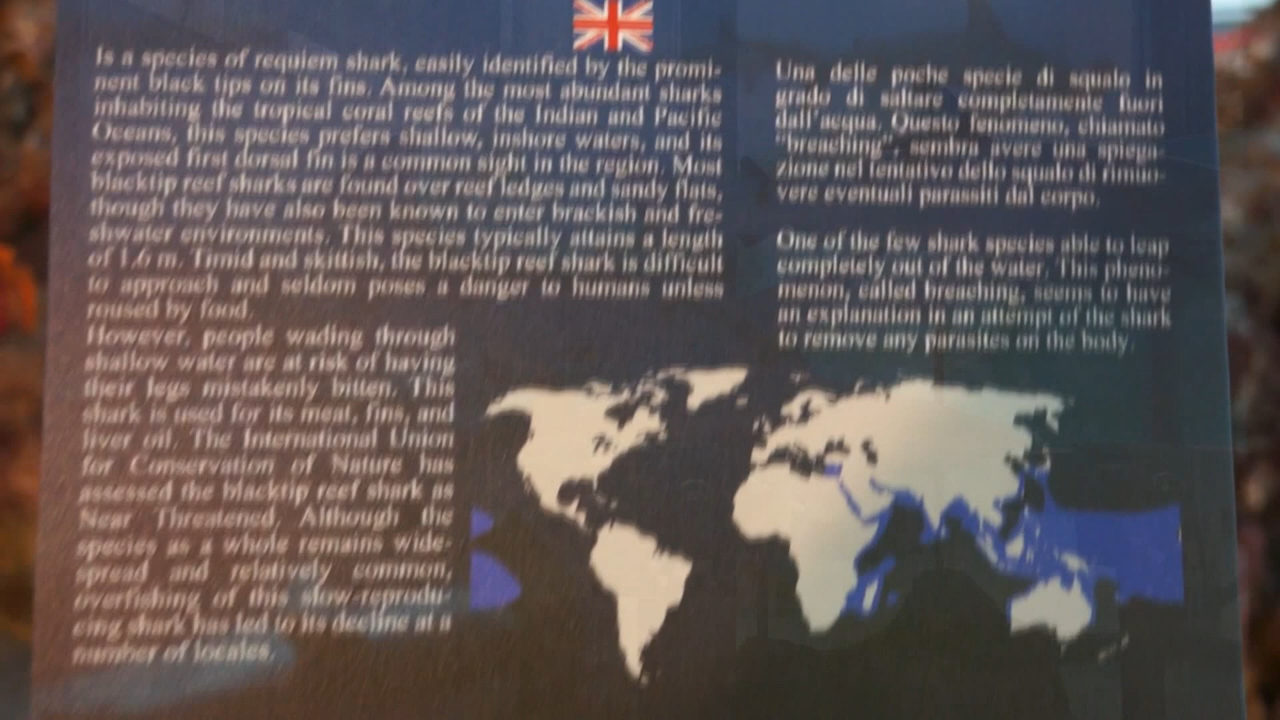 Is a species of requiem shark, easily identified by the promi-
nent black tips on its fins. Among the most abundant sharks
inhabiting the tropical coral reefs of the Indian and Pacific
Oceans, this species prefers shallow, inshore waters, and its
exposed first dorsal fin is a common sight in the region. Most
blacktip reef sharks are found over reef ledges and sandy flats,
though they have also been known to enter brackish and fre-
shwater environments. This species typically attains a length
of 1.6 m. Timid and skittish, the blacktip reef shark is difficult
to approach and seldom poses a danger to humans unless
roused by food.
However, people wading through
shallow water are at risk of having
their legs mistakenly bitten. This
shark is used for its meat, fins, and
liver oil. The International Union
for Conservation of Nature has
assessed the blacktip reef shark as
Near Threatened. Although the
species as a whole remains wide-
spread and relatively common,
overfishing of this slow-reprodu-
cing shark has led to its decline at a
number of locales.
Una delle poche specie di squalo in
grado di saltare completamente fuori
dall'acqua. Questo fenomeno, chiamato
breaching, sembra avere una spiega-
zione nel tentativo dello squalo di rimuo-
vere eventuali parassiti dal corpo.
One of the few shark species able to leap
completely out of the water. This pheno-
menon, called breaching, seems to have
an explanation in an attempt of the shark
to remove any parasites on the body.